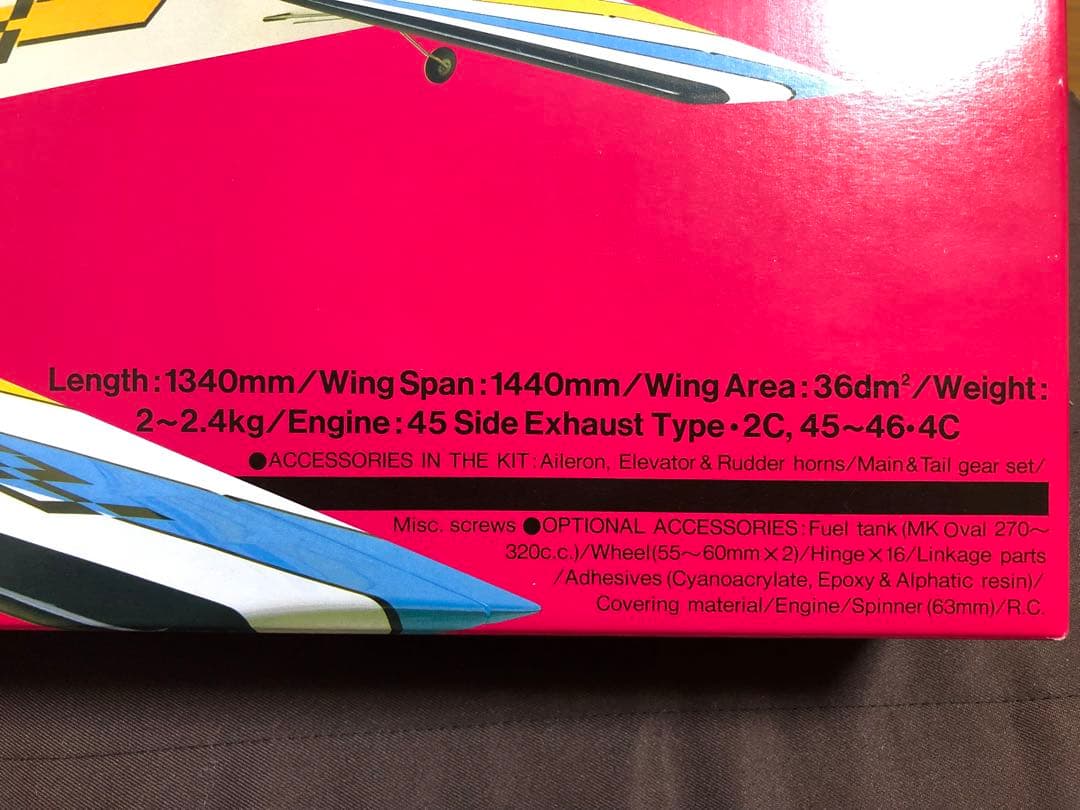 Length:1340mm/Wing Span:1440mm/Wing Area:36dm²/Weight:
2~2.4kg/Engine:45 Side Exhaust Type•2C, 45~46•4C
●ACCESSORIES IN THE KIT:Aileron, Elevator & Rudder horns/Main & Tail gear set/
Misc. screws ●OPTIONAL ACCESSORIES:Fuel tank (MK Oval 270~
320c.c.)/Wheel(55~60mm×2)/Hinge×16/Linkage parts
/Adhesives (Cyanoacrylate, Epoxy & Alphatic resin)/
Covering material/Engine/Spinner (63mm)/R.C.